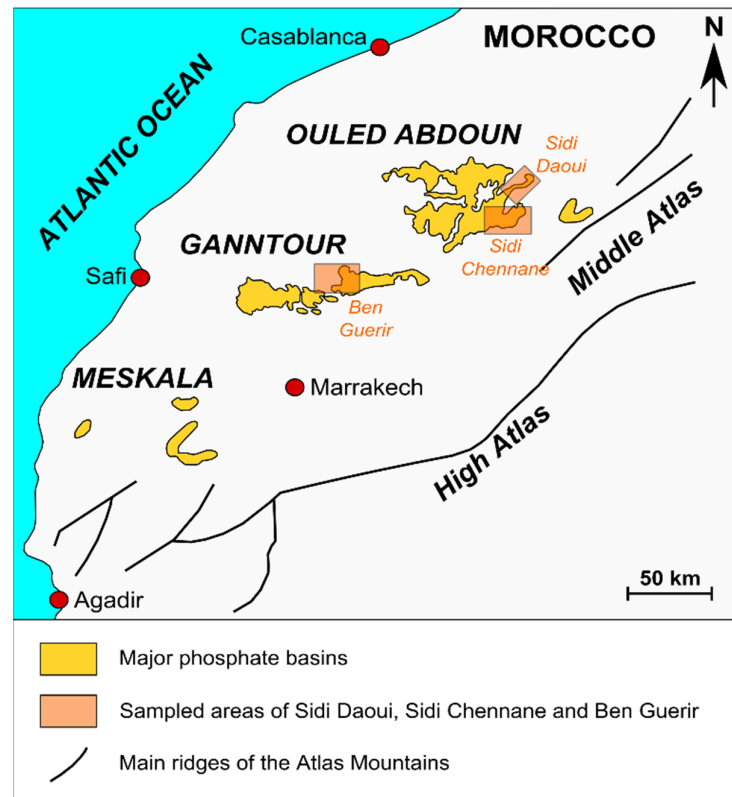 Casablanca
MOROCCO
N
ATLANTIC OCEAN
OULED ABDOUN
Sidi
Daoui
GANNTOUR
Sidi
Chennane
Middle Atlas
Safi
Ben
Guerir
MESKALA
Marrakech
High Atlas
50 km
Agadir
Major phosphate basins
Sampled areas of Sidi Daoui, Sidi Chennane and Ben Guerir
Main ridges of the Atlas Mountains